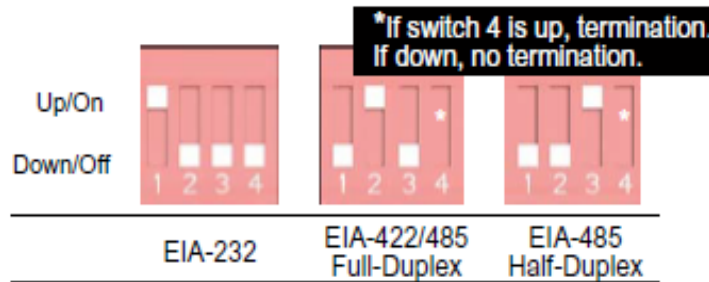 *If switch 4 is up, termination.
If down, no termination.
Up/On
Down/Off
* *
1 2 3 4 1 2 3 4 1 2 3 4
EIA-232 EIA-422/485 Full-Duplex EIA-485 Half-Duplex